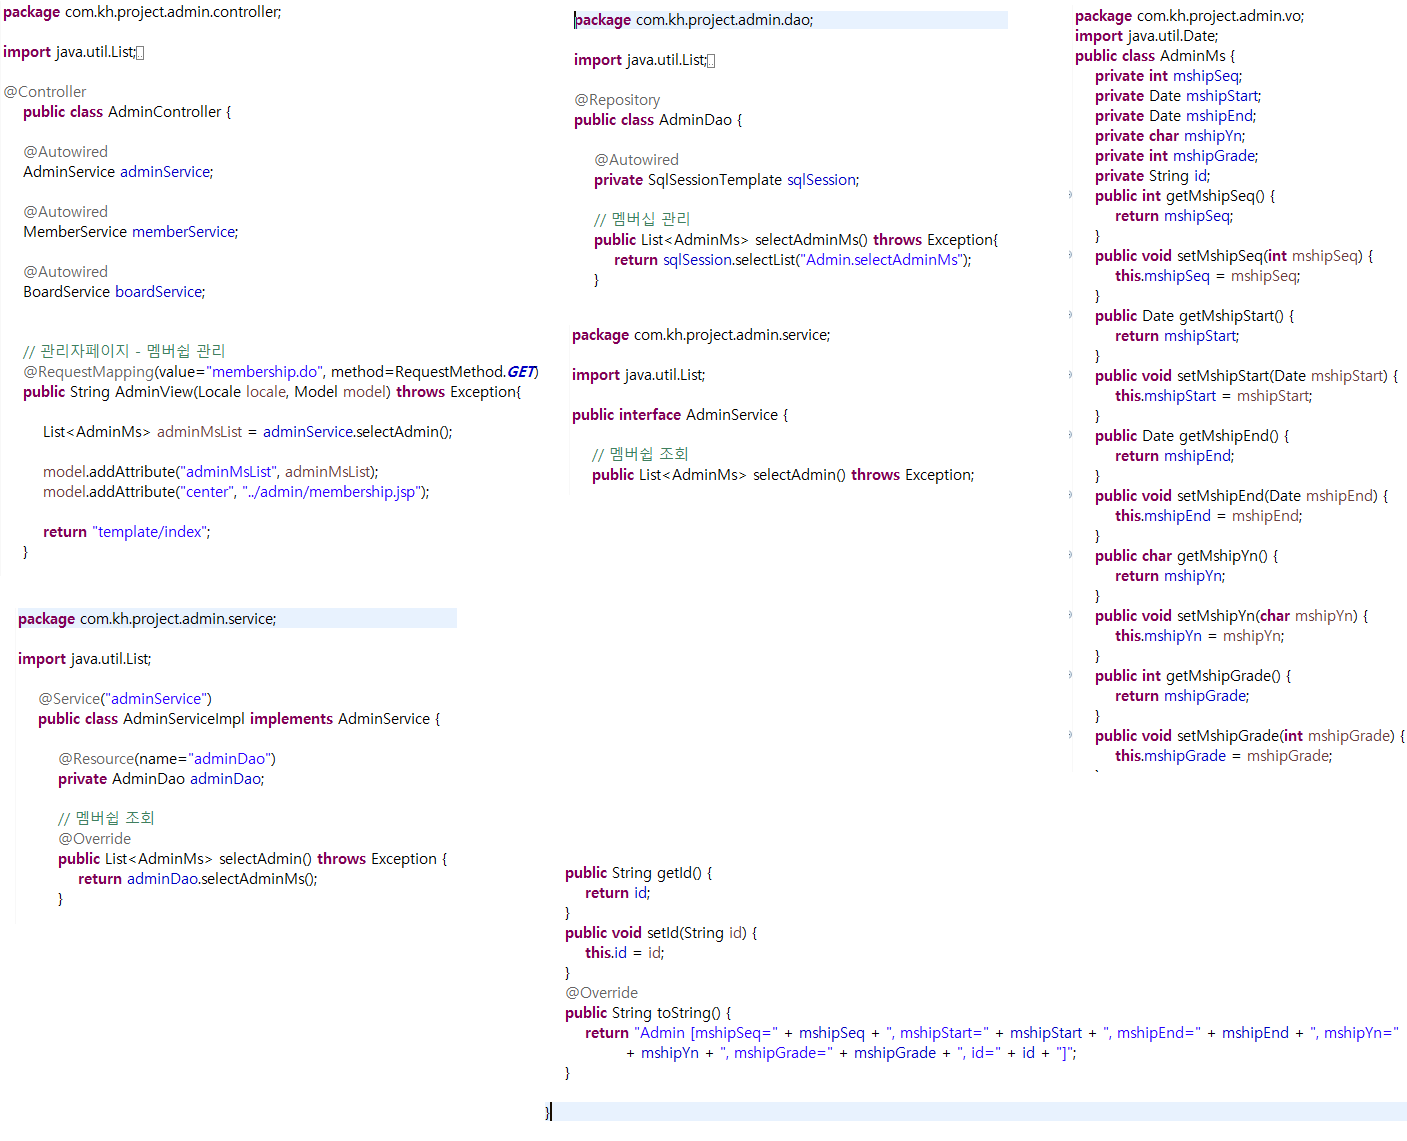 package com.kh.project.admin.controller;
import java.util.List;
@Controller
public class AdminController {
@Autowired
AdminService adminService;
@Autowired
MemberService memberService;
@Autowired
BoardService boardService;
// 관리자페이지 - 멤버쉽 관리
@RequestMapping(value="membership.do", method=RequestMethod.GET)
public String AdminView(Locale locale, Model model) throws Exception{
List<AdminMs> adminMsList = adminService.selectAdmin();
model.addAttribute("adminMsList", adminMsList);
model.addAttribute("center", "../admin/membership.jsp");
return "template/index";
}
package com.kh.project.admin.service;
import java.util.List;
@Service("adminService")
public class AdminServiceImpl implements AdminService {
@Resource(name="adminDao")
private AdminDao adminDao;
// 멤버쉽 조회
@Override
public List<AdminMs> selectAdmin() throws Exception {
return adminDao.selectAdminMs();
}
package com.kh.project.admin.dao;
import java.util.List;
@Repository
public class AdminDao {
@Autowired
private SqlSessionTemplate sqlSession;
// 멤버십 관리
public List<AdminMs> selectAdminMs() throws Exception{
return sqlSession.selectList("Admin.selectAdminMs");
}
package com.kh.project.admin.service;
import java.util.List;
public interface AdminService {
// 멤버쉽 조회
public List<AdminMs> selectAdmin() throws Exception;
package com.kh.project.admin.vo;
import java.util.Date;
public class AdminMs {
private int mshipSeq;
private Date mshipStart;
private Date mshipEnd;
private char mshipYn;
private int mshipGrade;
private String id;
public int getMshipSeq() {
return mshipSeq;
}
public void setMshipSeq(int mshipSeq) {
this.mshipSeq = mshipSeq;
}
public Date getMshipStart() {
return mshipStart;
}
public void setMshipStart(Date mshipStart) {
this.mshipStart = mshipStart;
}
public Date getMshipEnd() {
return mshipEnd;
}
public void setMshipEnd(Date mshipEnd) {
this.mshipEnd = mshipEnd;
}
public char getMshipYn() {
return mshipYn;
}
public void setMshipYn(char mshipYn) {
this.mshipYn = mshipYn;
}
public int getMshipGrade() {
return mshipGrade;
}
public void setMshipGrade(int mshipGrade) {
this.mshipGrade = mshipGrade;
public String getId() {
return id;
}
public void setId(String id) {
this.id = id;
}
@Override
public String toString() {
return "Admin [mshipSeq=" + mshipSeq + ", mshipStart=" + mshipStart + ", mshipEnd=" + mshipEnd + ", mshipYn="
+ mshipYn + ", mshipGrade=" + mshipGrade + ", id=" + id + "]";
}
}